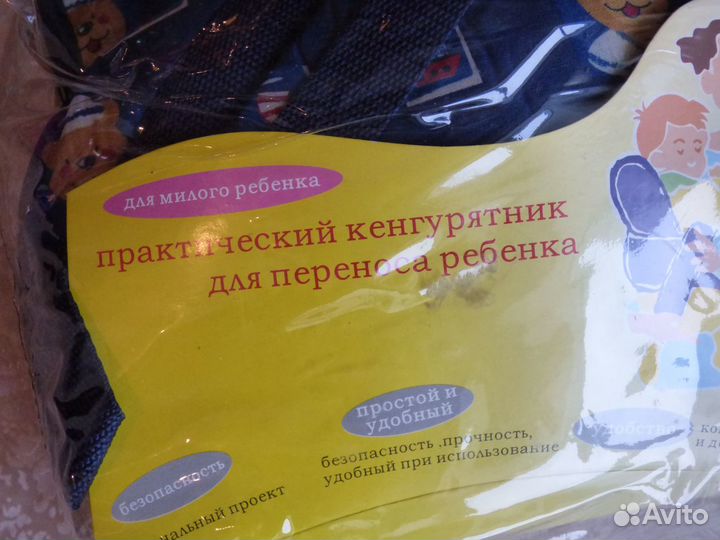 для милого ребенка
практический кенгурятник
для переноса ребенка
простой и
удобный
безопасность .прочность,
удобный при использование
удобство
и д
безопасность
нальный проект
Avito